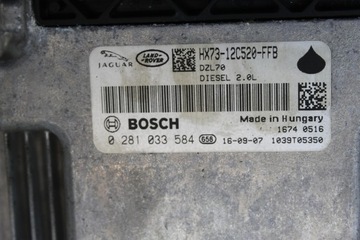 JAGUAR
LAND-ROVER
HX73-12C520-FFB
DZL70
DIESEL 2.0L
BOSCH
Made in Hungary
1674 0516
0 281 033 584 656 16-09-07 1039T05350